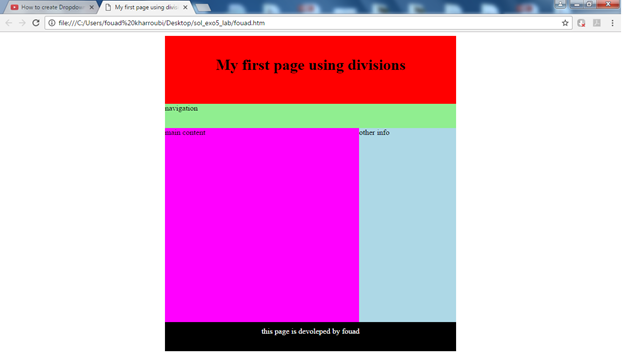 How to create Dropdow
My first page using divisi
file:///C:/Users/fouad%20kharroubi/Desktop/sol_exo5_lab/fouad.htm
My first page using divisions
navigation
main content
other info
this page is devoleped by fouad